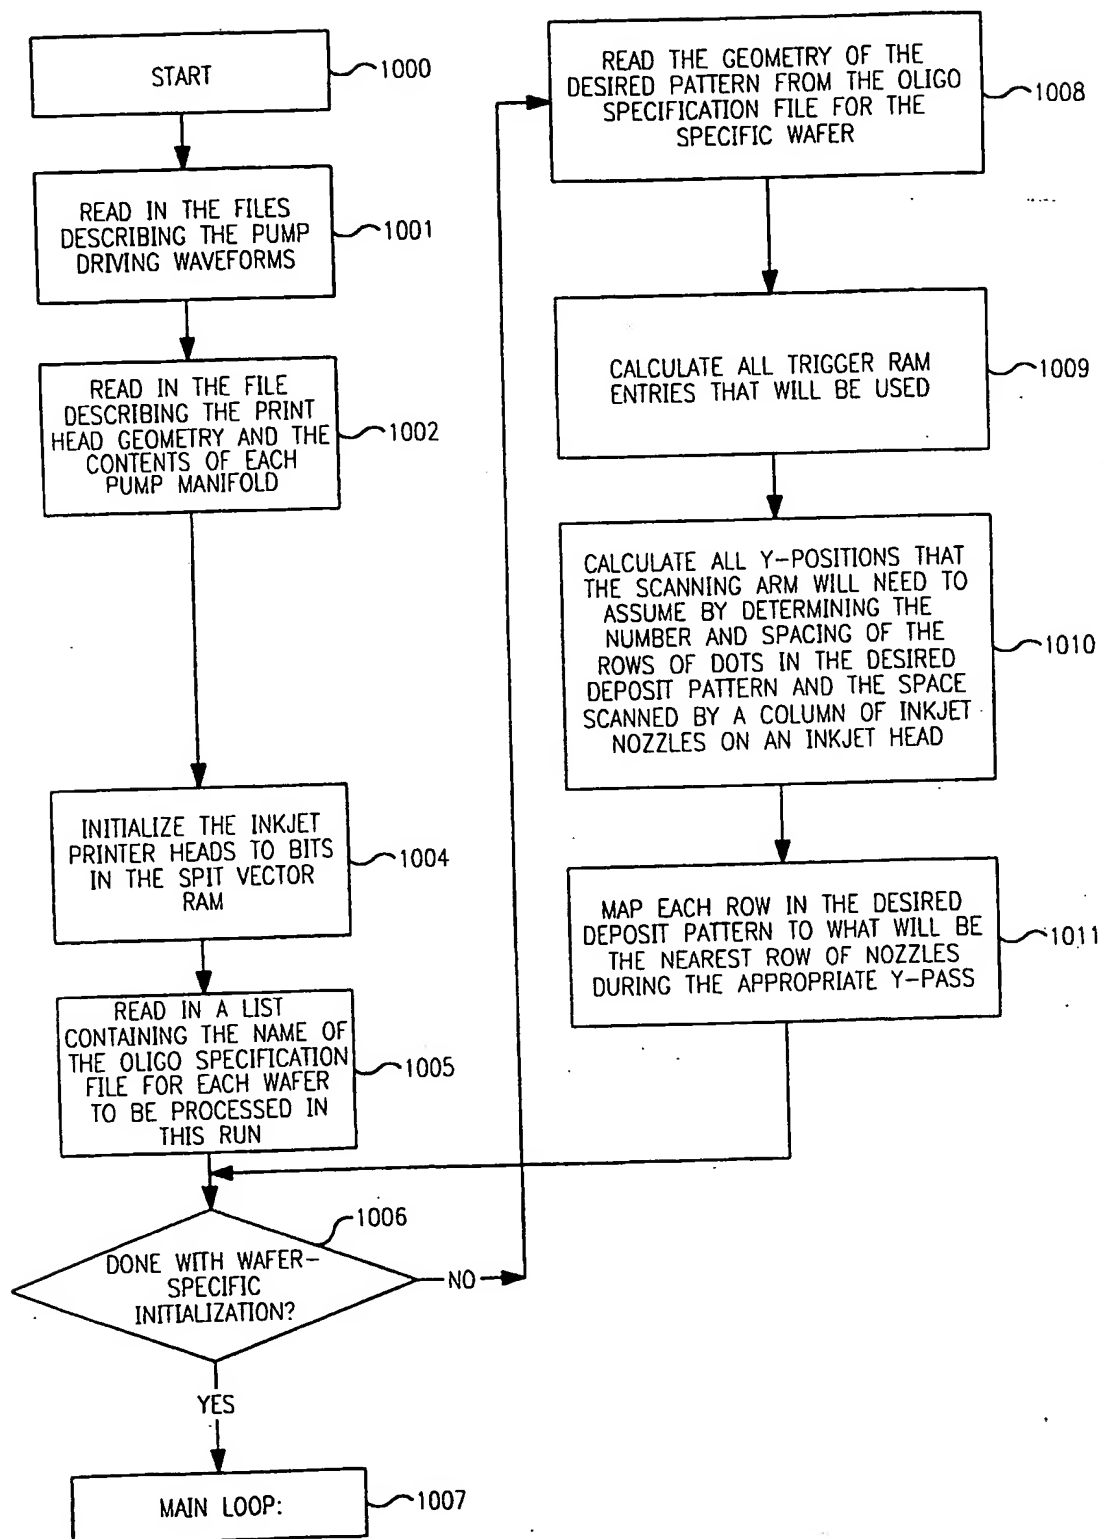 START
1000
READ IN THE FILES
DESCRIBING THE PUMP
DRIVING WAVEFORMS
1001
READ IN THE FILE
DESCRIBING THE PRINT
HEAD GEOMETRY AND THE
CONTENTS OF EACH
PUMP MANIFOLD
1002
INITIALIZE THE INKJET
PRINTER HEADS TO BITS
IN THE SPIT VECTOR
RAM
1004
READ IN A LIST
CONTAINING THE NAME OF
THE OLIGO SPECIFICATION
FILE FOR EACH WAFER
TO BE PROCESSED IN
THIS RUN
1005
DONE WITH WAFER-
SPECIFIC
INITIALIZATION?
1006
NO
YES
MAIN LOOP:
1007
READ THE GEOMETRY OF THE
DESIRED PATTERN FROM THE OLIGO
SPECIFICATION FILE FOR THE
SPECIFIC WAFER
1008
CALCULATE ALL TRIGGER RAM
ENTRIES THAT WILL BE USED
1009
CALCULATE ALL Y-POSITIONS THAT
THE SCANNING ARM WILL NEED TO
ASSUME BY DETERMINING THE
NUMBER AND SPACING OF THE
ROWS OF DOTS IN THE DESIRED
DEPOSIT PATTERN AND THE SPACE
SCANNED BY A COLUMN OF INKJET
NOZZLES ON AN INKJET HEAD
1010
MAP EACH ROW IN THE DESIRED
DEPOSIT PATTERN TO WHAT WILL BE
THE NEAREST ROW OF NOZZLES
DURING THE APPROPRIATE Y-PASS
1011